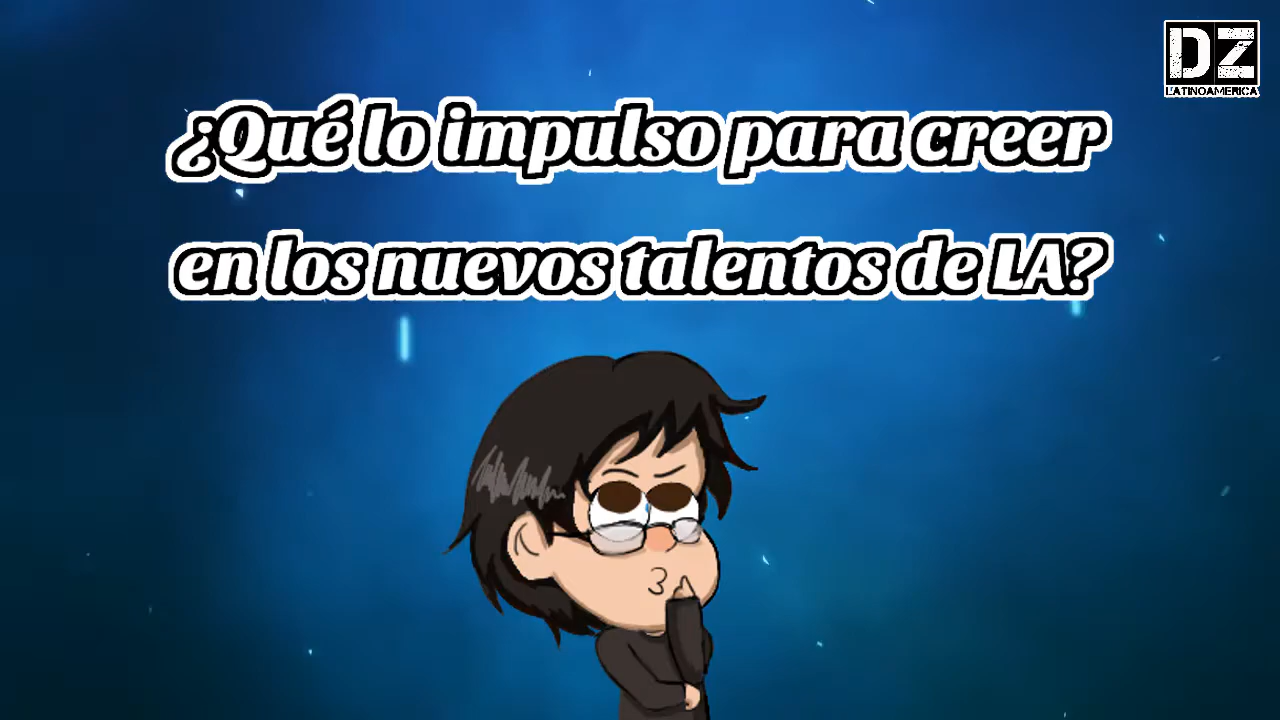 DZ
LATINOAMERICA
¿Qué lo impulso para creer
en los nuevos talentos de LA?